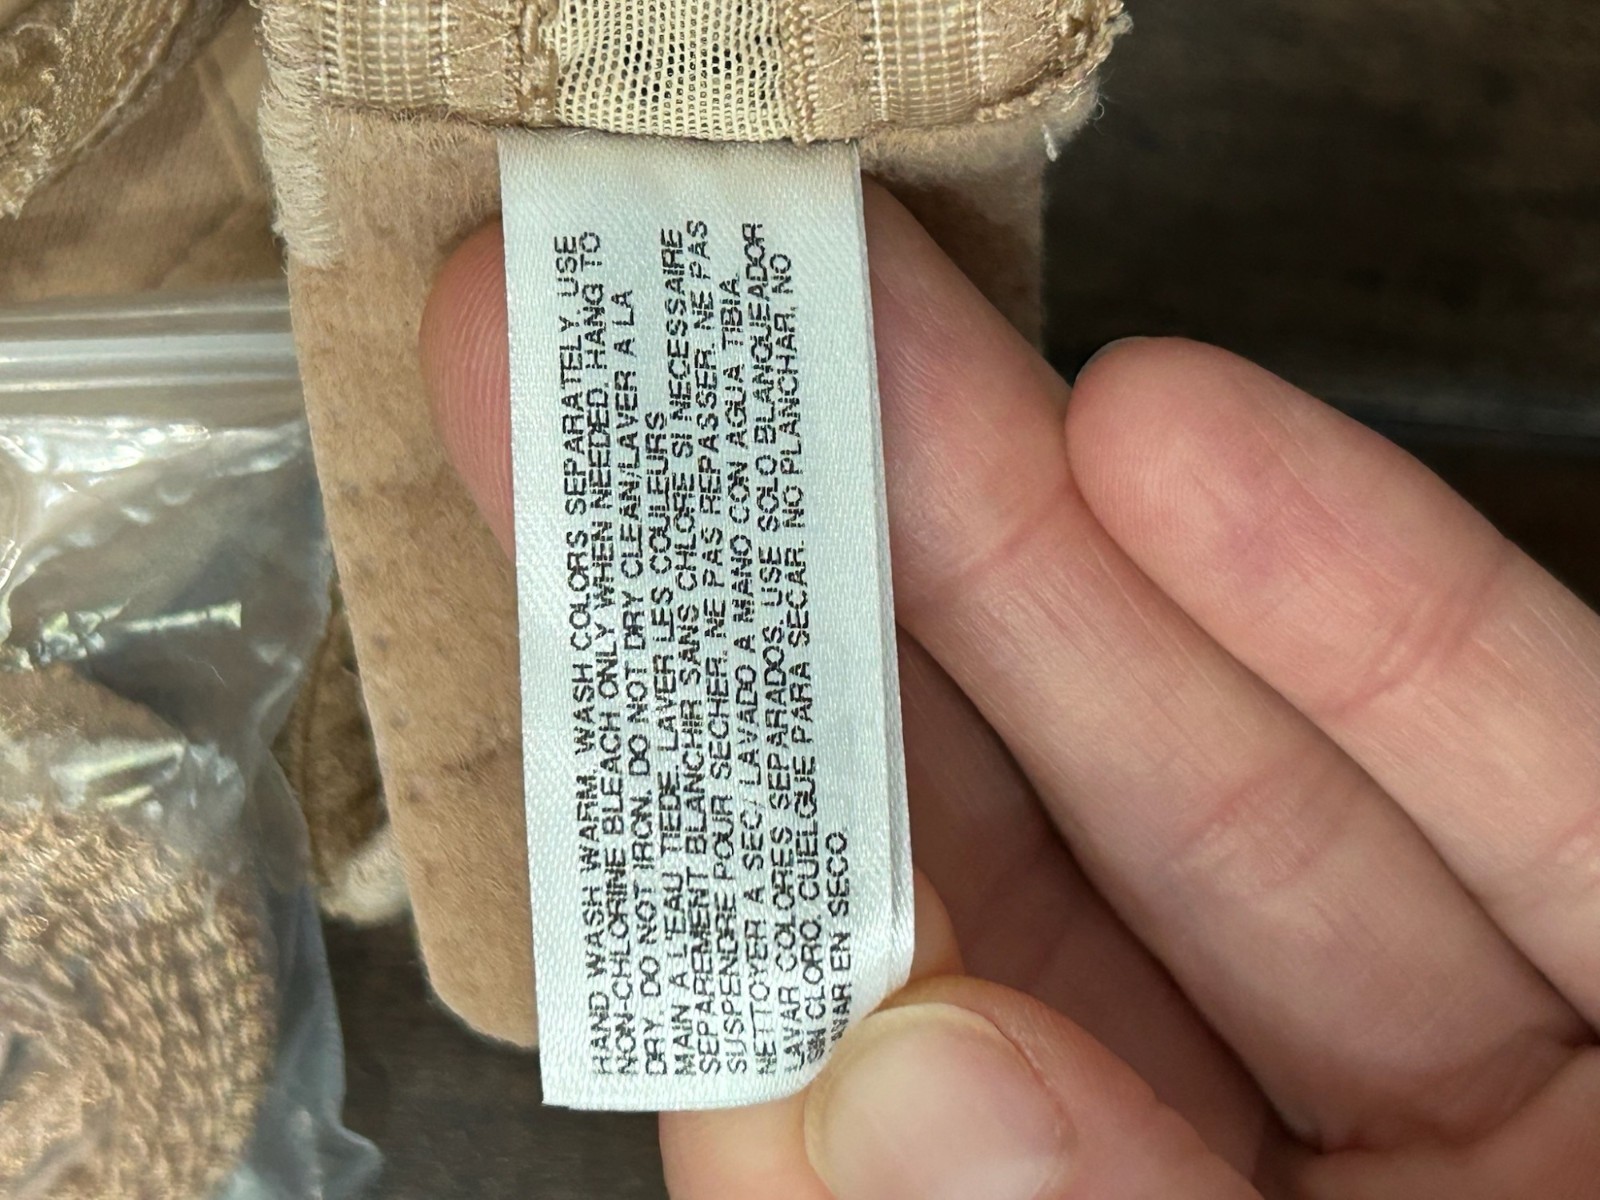 HAND WASH WARM. WASH COLORS SEPARATELY. USE
NON-CHLORINE BLEACH ONLY WHEN NEEDED. HANG TO
DRY. DO NOT IRON. DO NOT DRY CLEAN/LAVER A LA
MAIN A L'EAU TIEDE. LAVER LES COULEURS
SEPAREMENT BLANCHIR SANS CHLORE SI NECESSAIRE
SUSPENDRE POUR SECHER. NE PAS REPASSER. NE PAS
NETTOYER A SEC/ LAVADO A MANO CON AGUA TIBIA.
LAVAR COLORES SEPARADOS. USE SOLO BLANQUEADOR
SIN CLORO. CUELGUE PARA SECAR. NO PLANCHAR. NO
LAVAR EN SECO